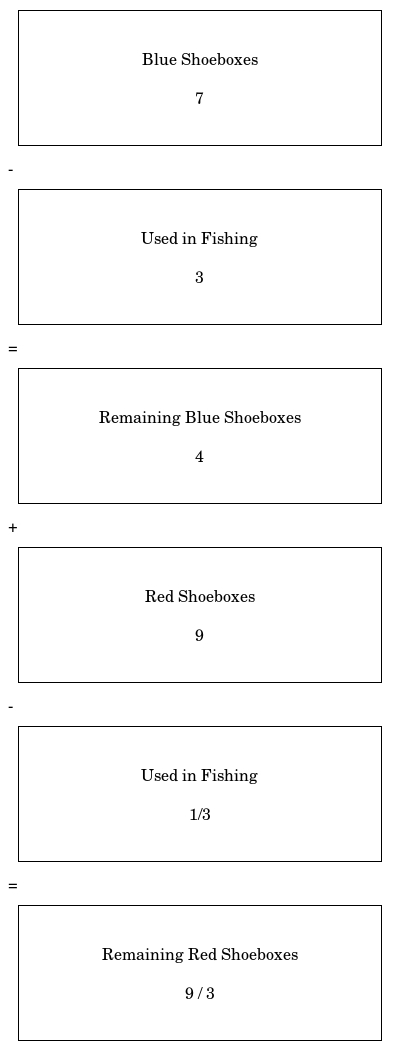 Blue Shoeboxes
7
-
Used in Fishing
3
=
Remaining Blue Shoeboxes
4
+
Red Shoeboxes
9
-
Used in Fishing
1/3
=
Remaining Red Shoeboxes
9 / 3